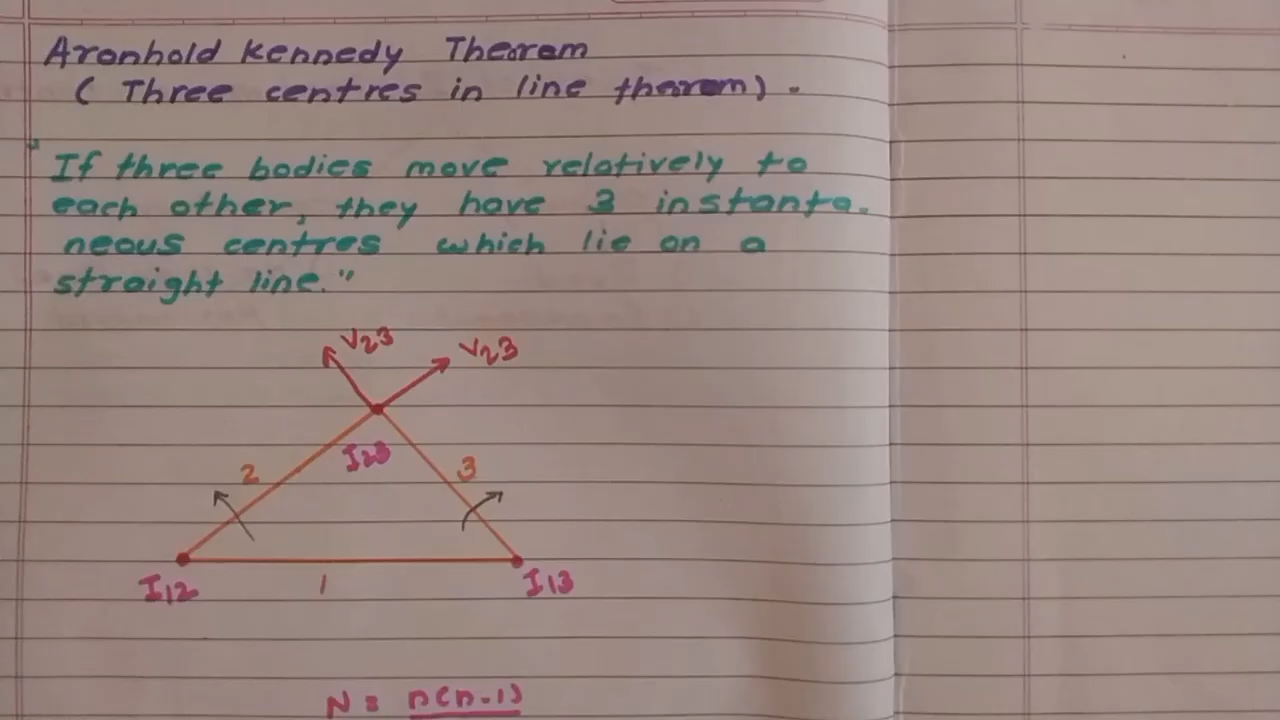 Aronhold Kennedy Theorem
( Three centres in line therem) .
"If three bodies move relatively to
each other, they have 3 instanta.
neous centres which lie on a
straight line."
V23
V23
I23
2
3
I12
1
I13
N = n(n-1)